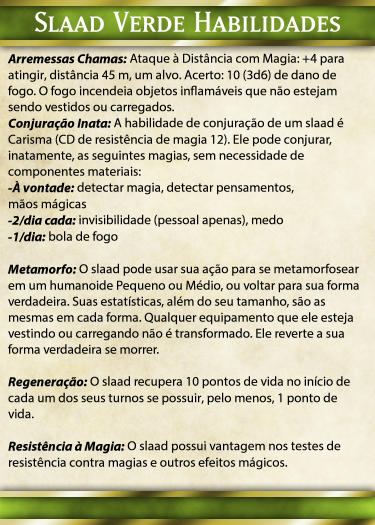 Slaad Verde Habilidades
Arremessas Chamas: Ataque à Distância com Magia: +4 para
atingir, distância 45 m, um alvo. Acerto: 10 (3d6) de dano de
fogo. O fogo incendeia objetos inflamáveis que não estejam
sendo vestidos ou carregados.
Conjuração Inata: A habilidade de conjuração de um slaad é
Carisma (CD de resistência de magia 12). Ele pode conjurar,
inatamente, as seguintes magias, sem necessidade de
componentes materiais:
-À vontade: detectar magia, detectar pensamentos,
mãos mágicas
-2/dia cada: invisibilidade (pessoal apenas), medo
-1/dia: bola de fogo
Metamorfo: O slaad pode usar sua ação para se metamorfosear
em um humanoide Pequeno ou Médio, ou voltar para sua forma
verdadeira. Suas estatísticas, além do seu tamanho, são as
mesmas em cada forma. Qualquer equipamento que ele esteja
vestindo ou carregando não é transformado. Ele reverte a sua
forma verdadeira se morrer.
Regeneração: O slaad recupera 10 pontos de vida no início de
cada um dos seus turnos se possuir, pelo menos, 1 ponto de
vida.
Resistência à Magia: O slaad possui vantagem nos testes de
resistência contra magias e outros efeitos mágicos.